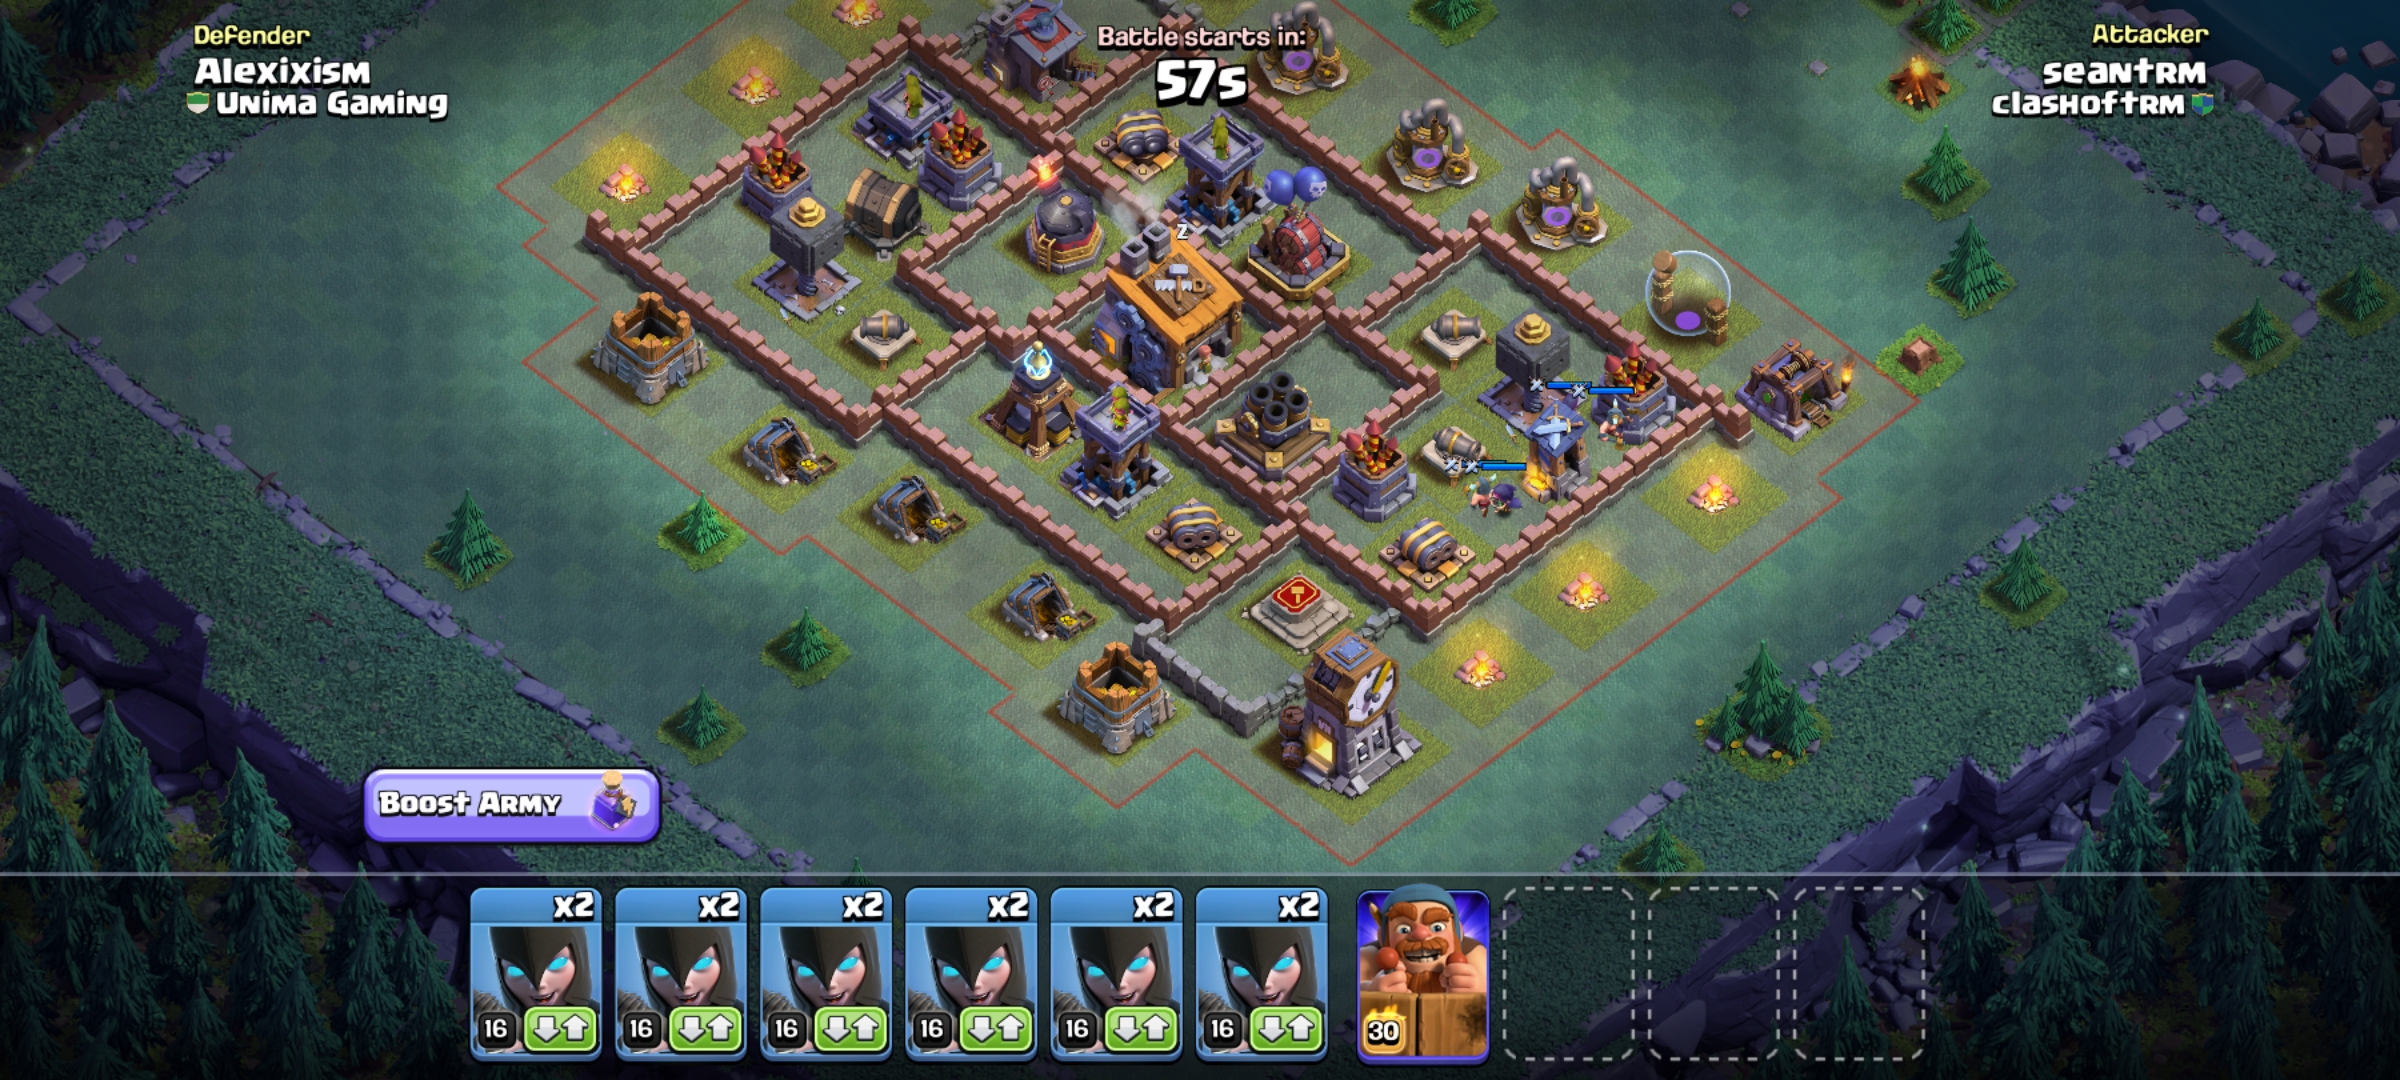 Defender
Alexixism
Unima Gaming
Battle starts in:
57s
Attacker
seantrm
clashoftrm
z
Boost Army
x2
x2
x2
x2
x2
x2
16
16
16
16
16
16
30